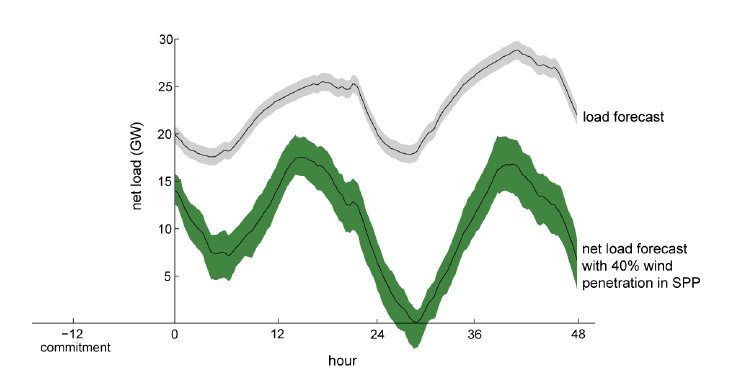 30
25
20
15
10
5
net load (GW)
load forecast
net load forecast
with 40% wind
penetration in SPP
−12
0
12
24
36
48
commitment
hour